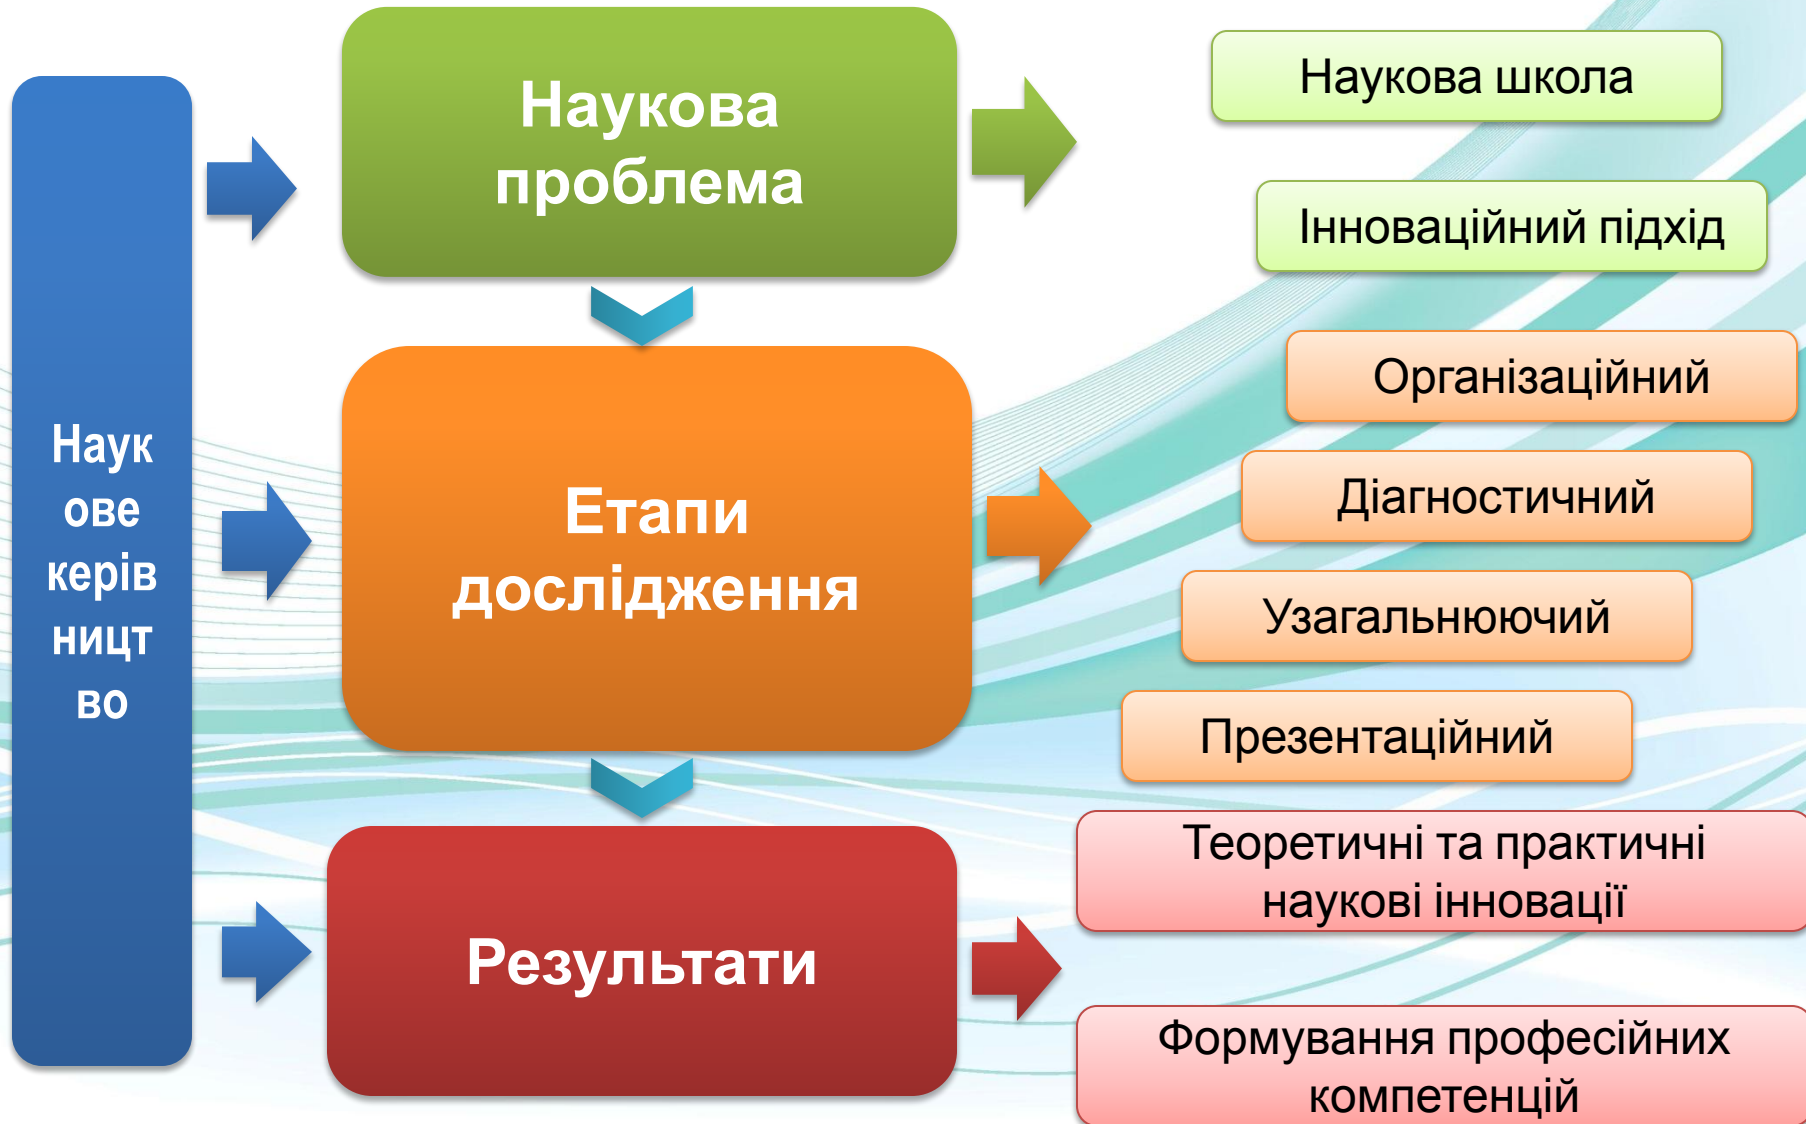 Наук
ове
керів
ницт
во
Наукова
проблема
Наукова школа
Інноваційний підхід
Етапи
дослідження
Організаційний
Діагностичний
Узагальнюючий
Презентаційний
Результати
Теоретичні та практичні
наукові інновації
Формування професійних
компетенцій